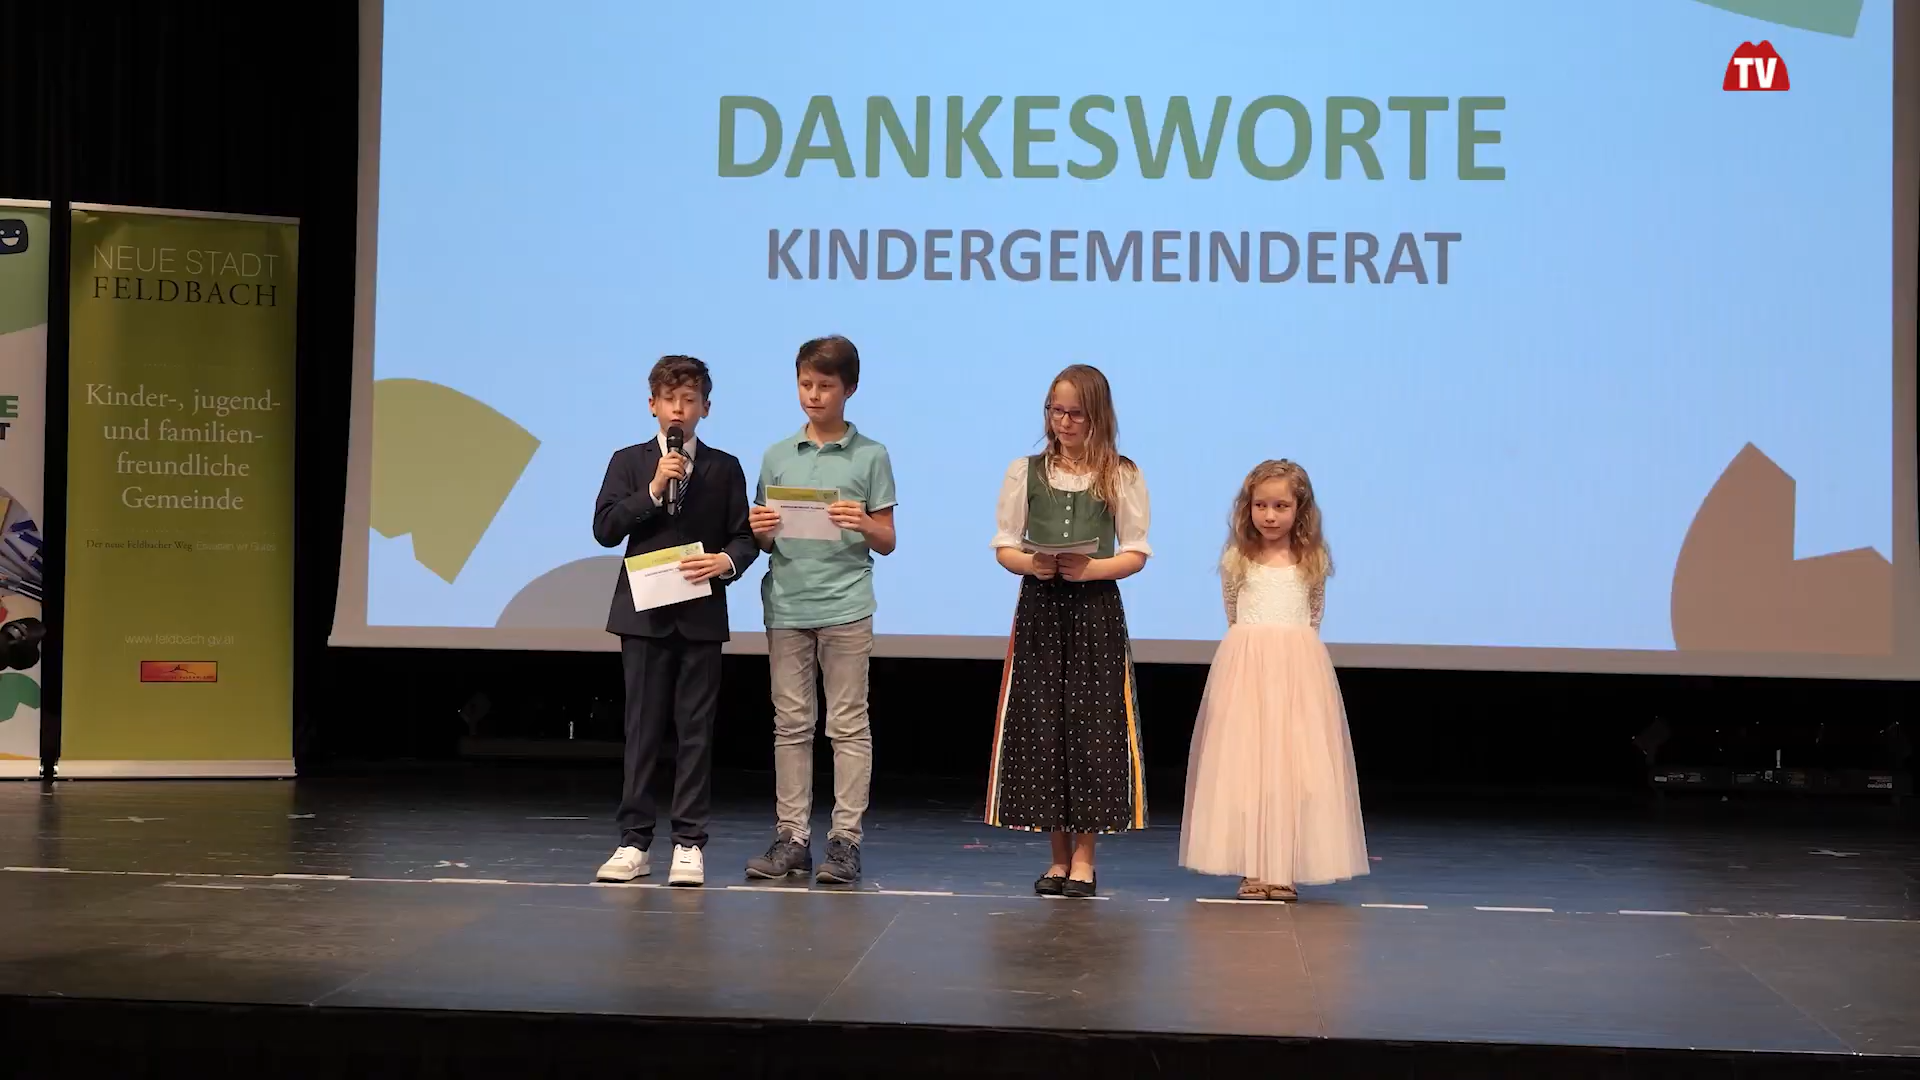 TV
DANKESWORTE
KINDERGEMEINDERAT
NEUE STADT
FELDBACH
Kinder-, jugend-
und familien-
freundliche
Gemeinde
Der neue Feldbacher Weg
www.feldbach.gv.at
E
T